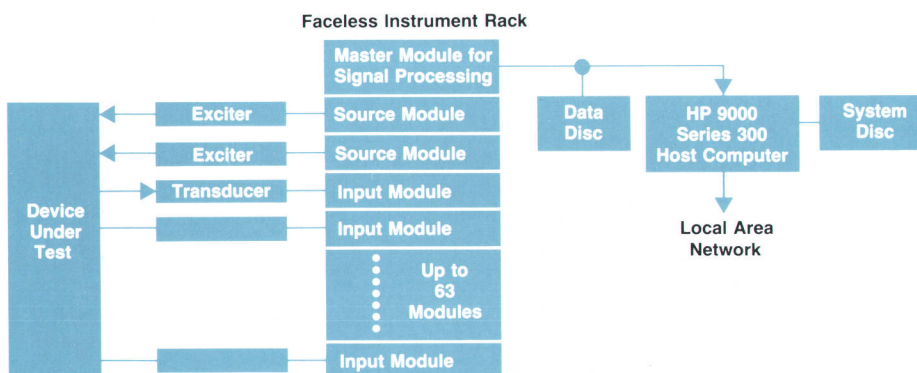 Faceless Instrument Rack
Master Module for
Signal Processing
Exciter
Source Module
Data
Disc
HP 9000
Series 300
Host Computer
System
Disc
Exciter
Source Module
Transducer
Input Module
Device
Under
Test
Input Module
Local Area
Network
Up to
63
Modules
Input Module